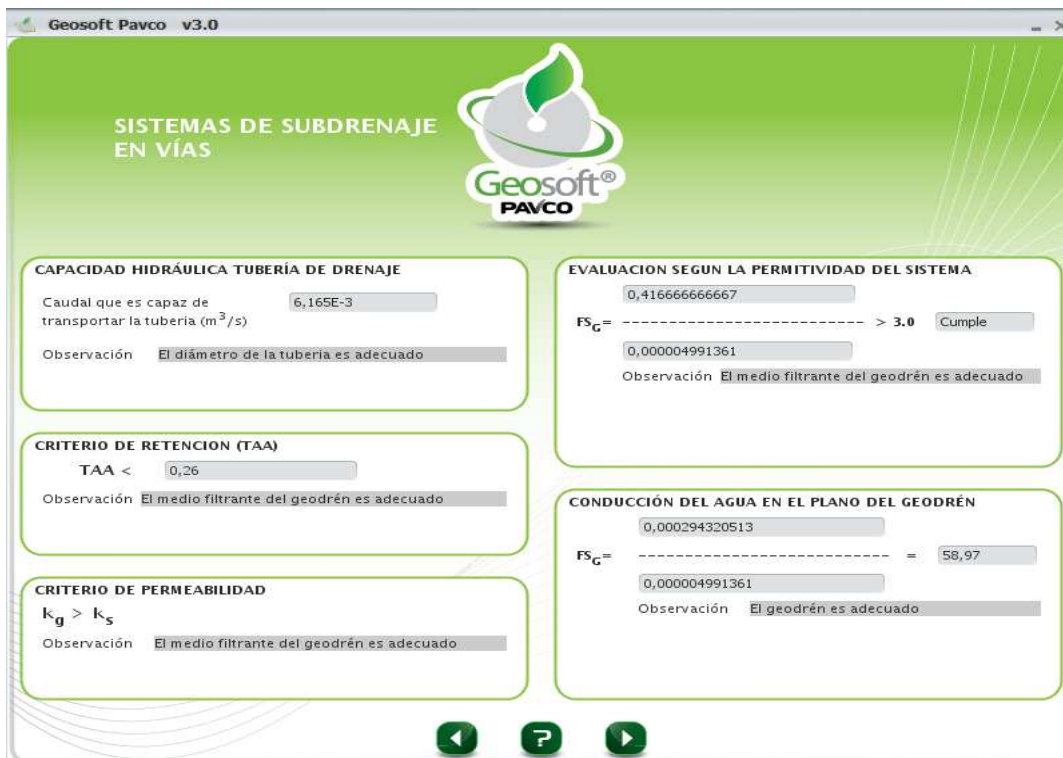 Geosoft Pavco v3.0
SISTEMAS DE SUBDRENAJE
EN VÍAS
Geosoft®
PAVCO
CAPACIDAD HIDRÁULICA TUBERÍA DE DRENAJE
Caudal que es capaz de
transportar la tuberia (m³/s)
6,165E-3
Observación El diámetro de la tuberia es adecuado
CRITERIO DE RETENCION (TAA)
TAA < 0,26
Observación El medio filtrante del geodrén es adecuado
CRITERIO DE PERMEABILIDAD
kg > ks
Observación El medio filtrante del geodrén es adecuado
EVALUACION SEGUN LA PERMITIVIDAD DEL SISTEMA
0,416666666667
FSG= -------------------------- > 3.0 Cumple
0,000004991361
Observación El medio filtrante del geodrén es adecuado
CONDUCCIÓN DEL AGUA EN EL PLANO DEL GEODRÉN
0,000294320513
FSG= --------------------------- = 58,97
0,000004991361
Observación El geodrén es adecuado
?